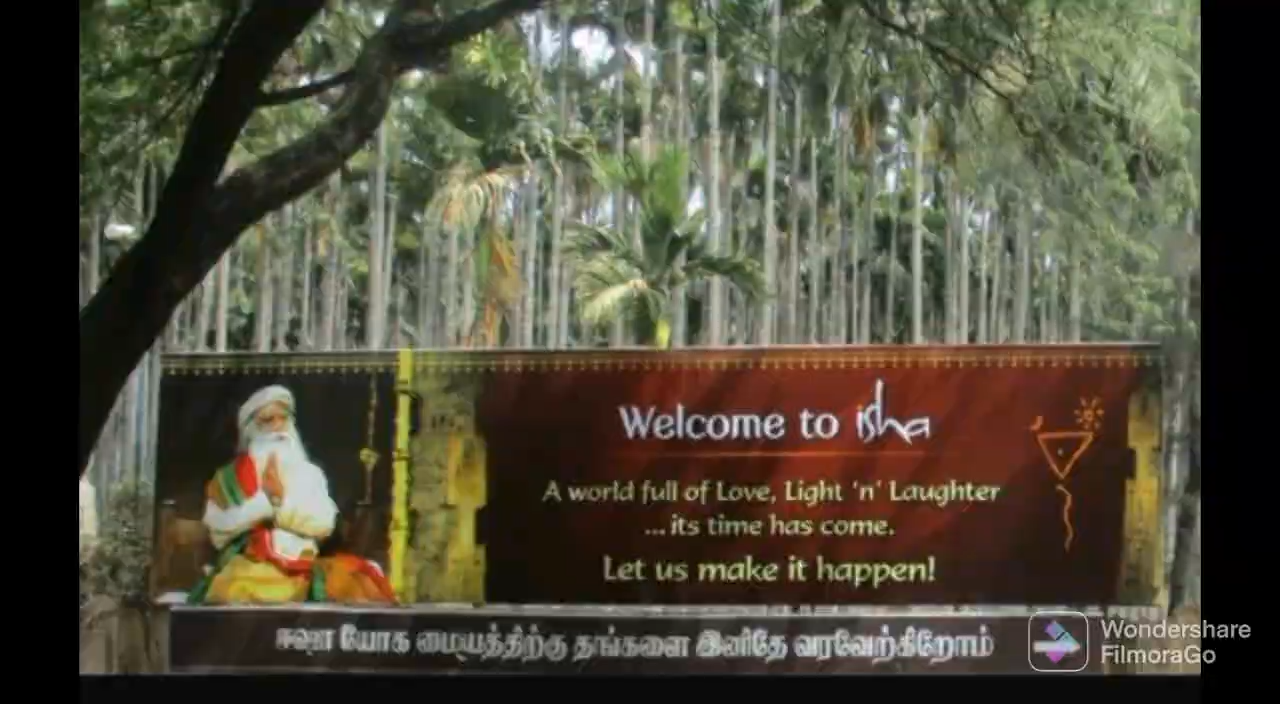 Welcome to isha
A world full of Love, Light 'n' Laughter
... its time has come.
Let us make it happen!
ஈஷா யோக மையத்திற்கு தங்களை இனிதே வரவேற்கிறோம்
Wondershare
FilmoraGo